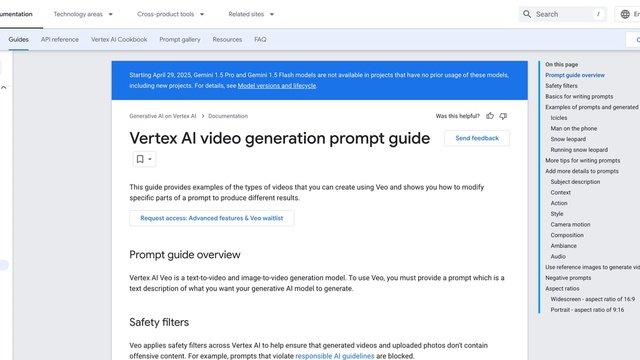 umentation
Technology areas
Cross-product tools
Related sites
Search
/
En
Guides
API reference
Vertex AI Cookbook
Prompt gallery
Resources
FAQ
Starting April 29, 2025, Gemini 1.5 Pro and Gemini 1.5 Flash models are not available in projects that have no prior usage of these models,
including new projects. For details, see Model versions and lifecycle.
Generative AI on Vertex AI > Documentation
Was this helpful?
Vertex AI video generation prompt guide
Send feedback
This guide provides examples of the types of videos that you can create using Veo and shows you how to modify
specific parts of a prompt to produce different results.
Request access: Advanced features & Veo waitlist
Prompt guide overview
Vertex AI Veo is a text-to-video and image-to-video generation model. To use Veo, you must provide a prompt which is a
text description of what you want your generative AI model to generate.
Safety filters
Veo applies safety filters across Vertex AI to help ensure that generated videos and uploaded photos don't contain
offensive content. For example, prompts that violate responsible AI guidelines are blocked.
On this page
Prompt guide overview
Safety filters
Basics for writing prompts
Examples of prompts and generated
Icicles
Man on the phone
Snow leopard
Running snow leopard
More tips for writing prompts
Add more details to prompts
Subject description
Context
Action
Style
Camera motion
Composition
Ambiance
Audio
Use reference images to generate vid
Negative prompts
Aspect ratios
Widescreen - aspect ratio of 16:9
Portrait - aspect ratio of 9:16